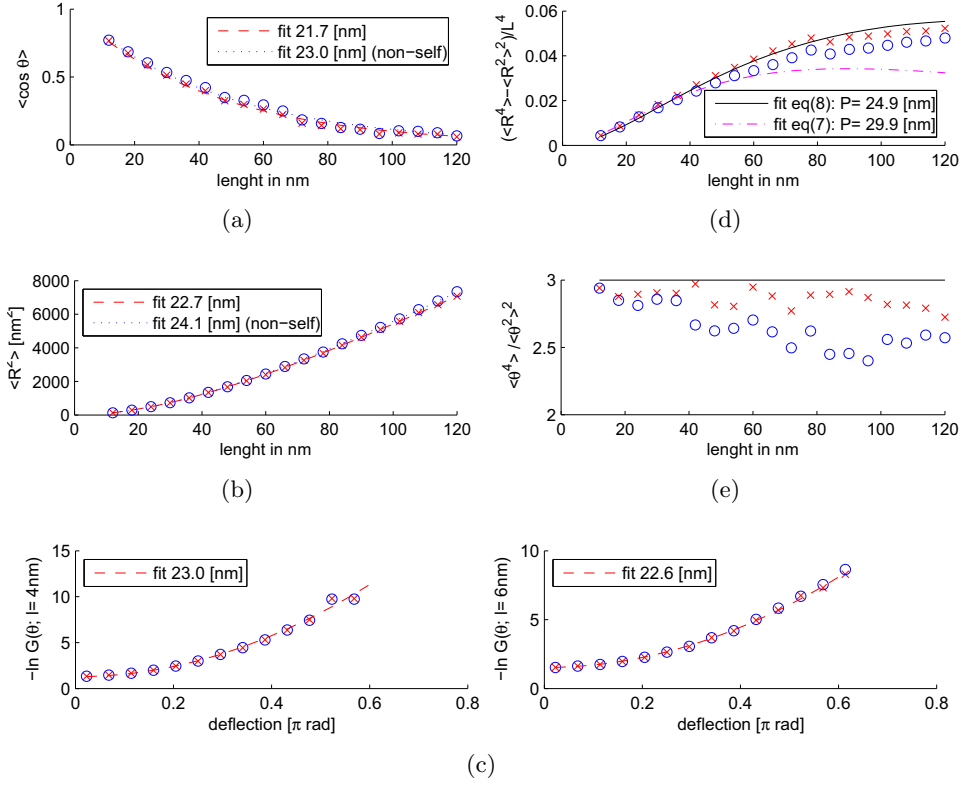 <cos θ>
1
0.5
0
fit 21.7 [nm]
fit 23.0 [nm] (non-self)
0 20 40 60 80 100 120
lenght in nm
(a)
(<R⁴>−<R²>²)/L⁴
0.06
0.04
0.02
0
fit eq(8): P= 24.9 [nm]
fit eq(7): P= 29.9 [nm]
0 20 40 60 80 100 120
lenght in nm
(d)
<R²> [nm²]
8000
6000
4000
2000
0
fit 22.7 [nm]
fit 24.1 [nm] (non-self)
0 20 40 60 80 100 120
lenght in nm
(b)
<θ⁴> /<θ²>²
3
2.5
2
0 20 40 60 80 100 120
lenght in nm
(e)
−ln G(θ; l= 4nm)
15
10
5
0
fit 23.0 [nm]
0 0.2 0.4 0.6 0.8
deflection [π rad]
−ln G(θ; l= 6nm)
10
5
0
fit 22.6 [nm]
0 0.2 0.4 0.6 0.8
deflection [π rad]
(c)